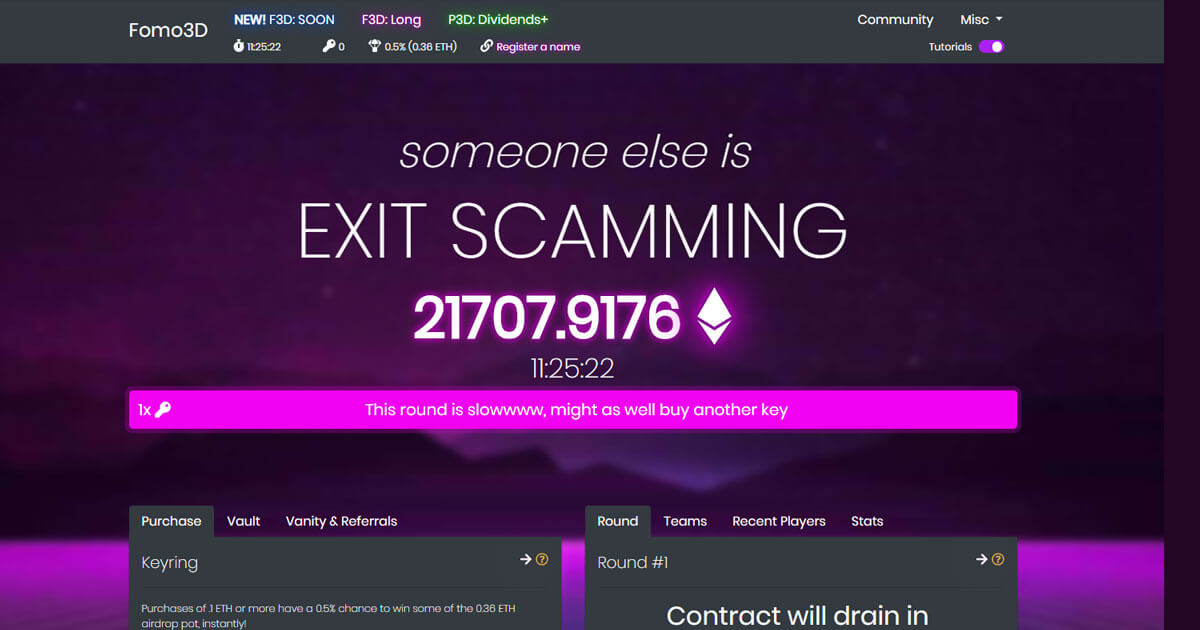 Fomo3D
NEW! F3D: SOON F3D: Long P3D: Dividends+
Community Misc
11:25:22 0 0.5% (0.36 ETH) Register a name
Tutorials
someone else is
EXIT SCAMMING
21707.9176
11:25:22
1x This round is slowwww, might as well buy another key
Purchase Vault Vanity & Referrals
Round Teams Recent Players Stats
Keyring
Round #1
Purchases of .1 ETH or more have a 0.5% chance to win some of the 0.36 ETH
airdrop pot, instantly!
Contract will drain in